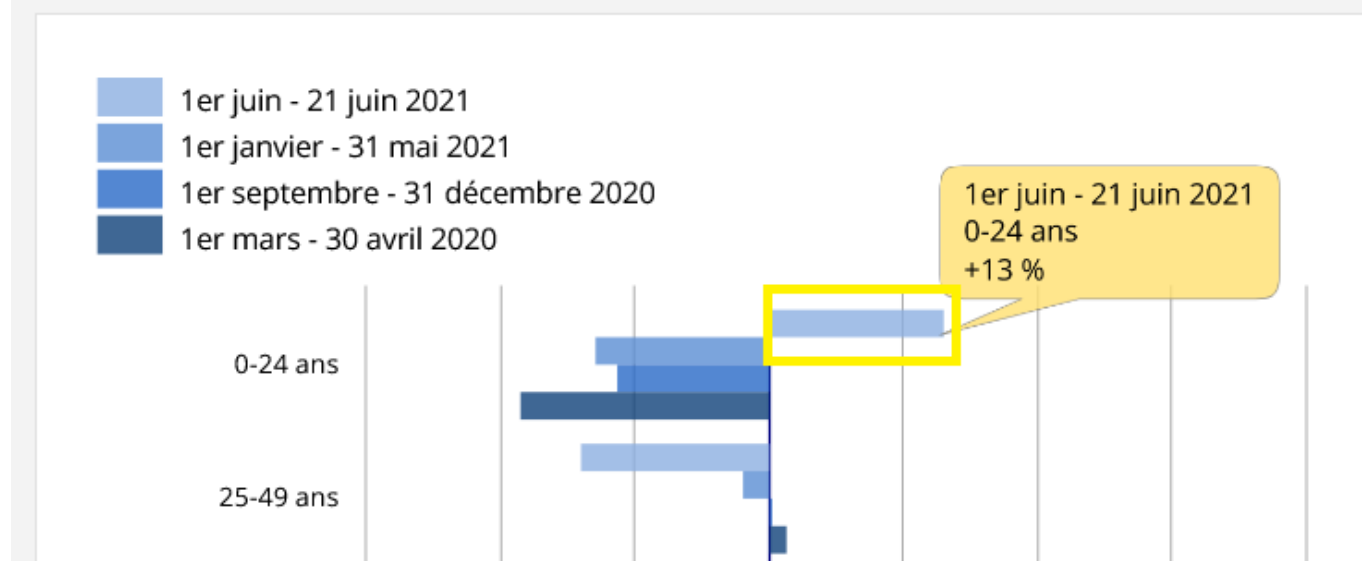 1er juin - 21 juin 2021
1er janvier - 31 mai 2021
1er septembre - 31 décembre 2020
1er mars - 30 avril 2020
1er juin - 21 juin 2021
0-24 ans
+13 %
0-24 ans
25-49 ans